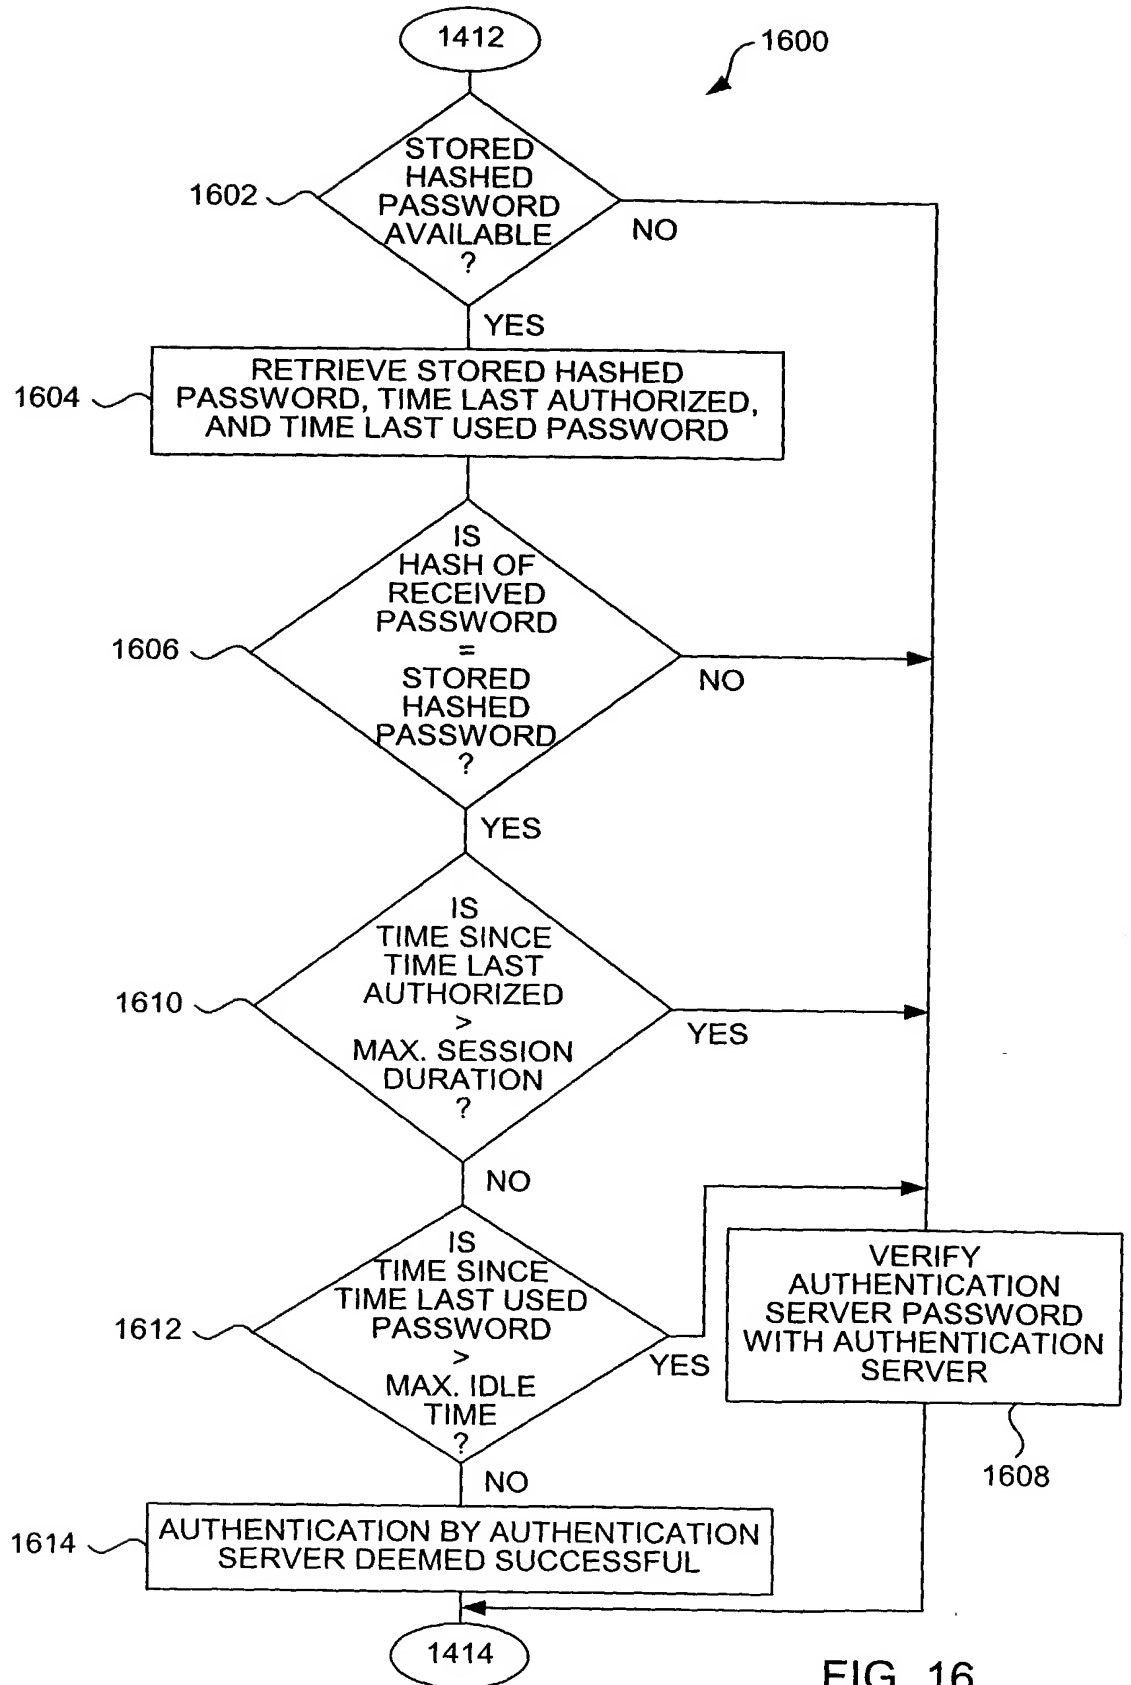 1412
1600
STORED
HASHED
PASSWORD
AVAILABLE
?
1602
NO
YES
RETRIEVE STORED HASHED
PASSWORD, TIME LAST AUTHORIZED,
AND TIME LAST USED PASSWORD
1604
IS
HASH OF
RECEIVED
PASSWORD
=
STORED
HASHED
PASSWORD
?
1606
NO
YES
IS
TIME SINCE
TIME LAST
AUTHORIZED
>
MAX. SESSION
DURATION
?
1610
YES
NO
IS
TIME SINCE
TIME LAST USED
PASSWORD
>
MAX. IDLE
TIME
?
1612
YES
VERIFY
AUTHENTICATION
SERVER PASSWORD
WITH AUTHENTICATION
SERVER
1608
NO
AUTHENTICATION BY AUTHENTICATION
SERVER DEEMED SUCCESSFUL
1614
1414
FIG. 16